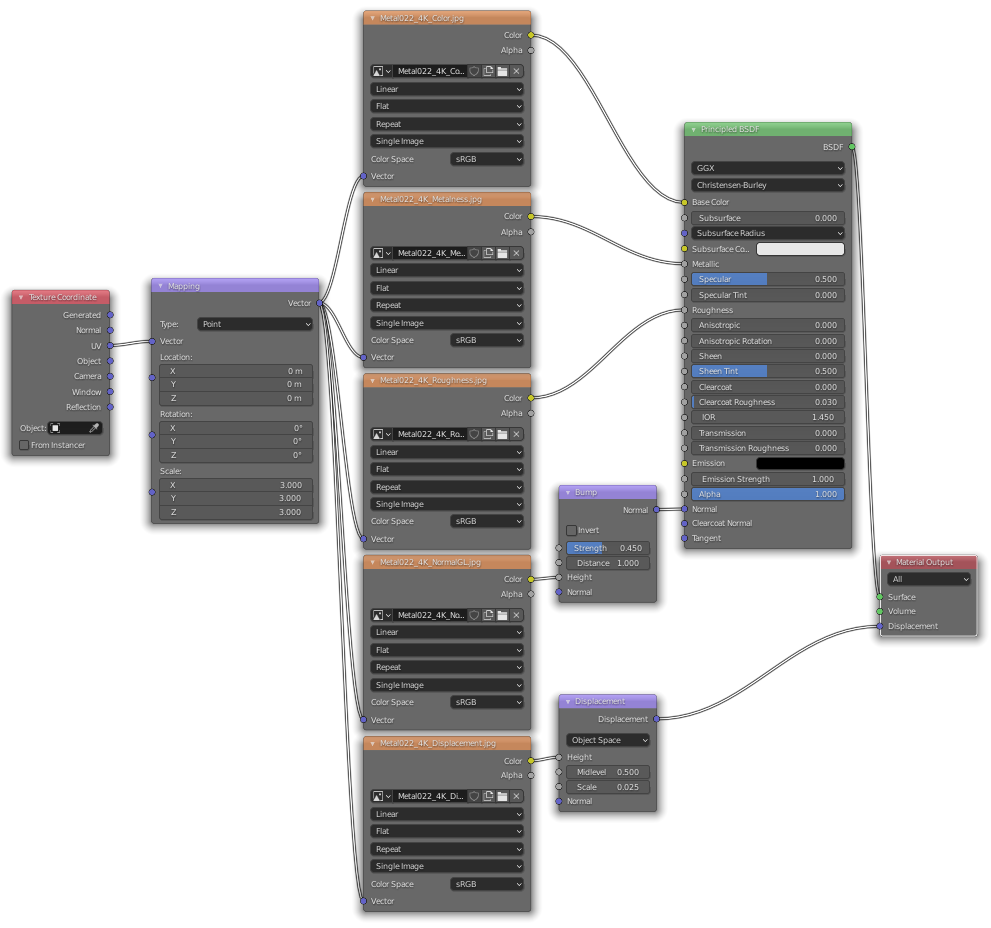 Texture Coordinate
Generated
Normal
UV
Object
Camera
Window
Reflection
Object:
From Instancer
Mapping
Vector
Type: Point
Vector
Location:
X 0 m
Y 0 m
Z 0 m
Rotation:
X 0°
Y 0°
Z 0°
Scale:
X 3.000
Y 3.000
Z 3.000
Metal022_4K_Color.jpg
Color
Alpha
Metal022_4K_Co..
Linear
Flat
Repeat
Single Image
Color Space sRGB
Vector
Metal022_4K_Metalness.jpg
Color
Alpha
Metal022_4K_Me..
Linear
Flat
Repeat
Single Image
Color Space sRGB
Vector
Metal022_4K_Roughness.jpg
Color
Alpha
Metal022_4K_Ro..
Linear
Flat
Repeat
Single Image
Color Space sRGB
Vector
Metal022_4K_NormalGL.jpg
Color
Alpha
Metal022_4K_No..
Linear
Flat
Repeat
Single Image
Color Space sRGB
Vector
Metal022_4K_Displacement.jpg
Color
Alpha
Metal022_4K_Di..
Linear
Flat
Repeat
Single Image
Color Space sRGB
Vector
Bump
Normal
Invert
Strength 0.450
Distance 1.000
Height
Normal
Displacement
Displacement
Object Space
Height
Midlevel 0.500
Scale 0.025
Normal
Principled BSDF
BSDF
GGX
Christensen-Burley
Base Color
Subsurface 0.000
Subsurface Radius
Subsurface Co..
Metallic
Specular 0.500
Specular Tint 0.000
Roughness
Anisotropic 0.000
Anisotropic Rotation 0.000
Sheen 0.000
Sheen Tint 0.500
Clearcoat 0.000
Clearcoat Roughness 0.030
IOR 1.450
Transmission 0.000
Transmission Roughness 0.000
Emission
Emission Strength 1.000
Alpha 1.000
Normal
Clearcoat Normal
Tangent
Material Output
All
Surface
Volume
Displacement